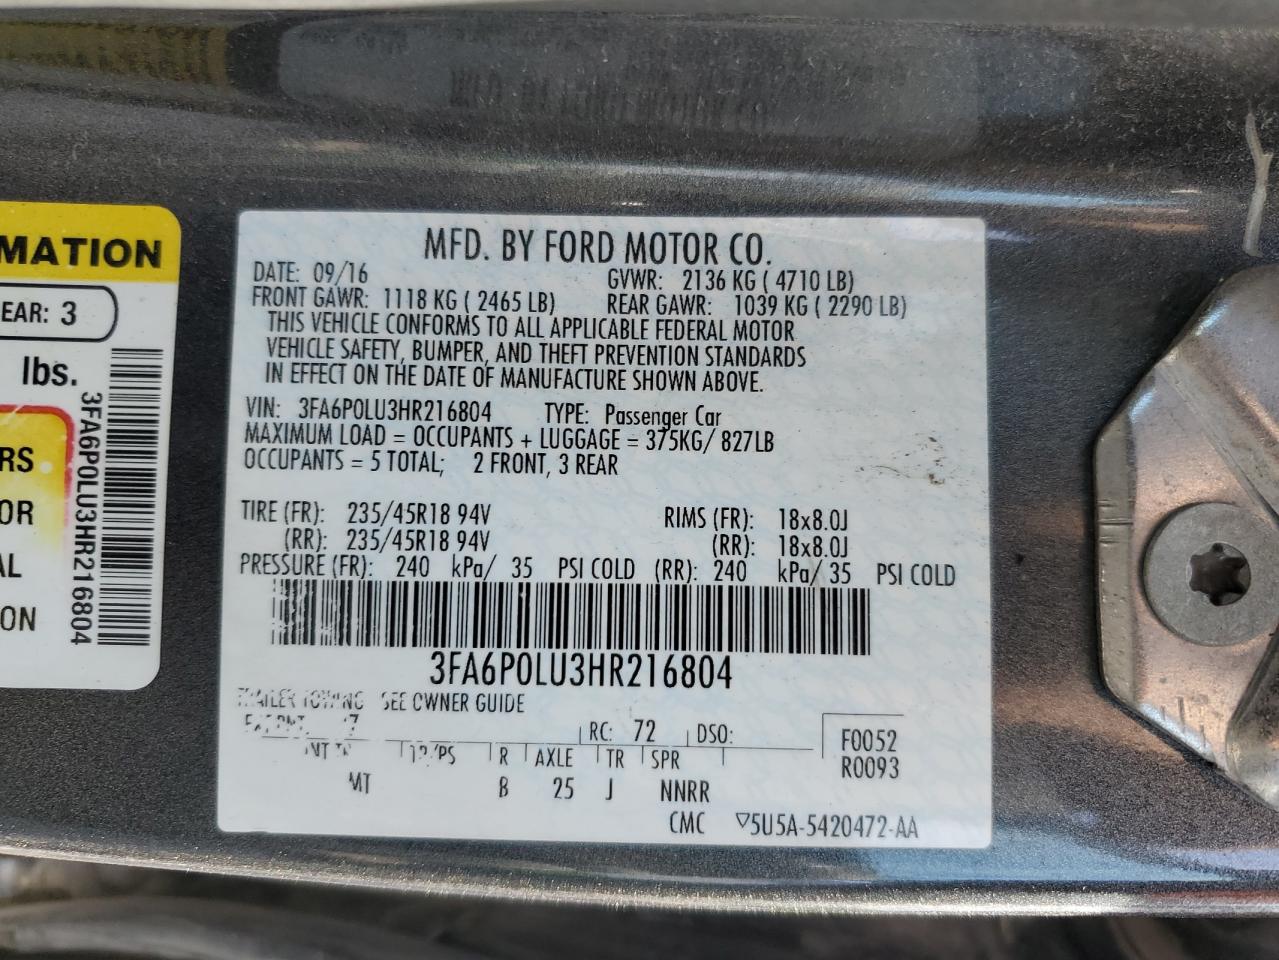 MATION
EAR: 3
lbs.
RS
OR
AL
ON
3FA6P0LU3HR216804
MFD. BY FORD MOTOR CO.
DATE: 09/16 GVWR: 2136 KG ( 4710 LB)
FRONT GAWR: 1118 KG ( 2465 LB) REAR GAWR: 1039 KG ( 2290 LB)
THIS VEHICLE CONFORMS TO ALL APPLICABLE FEDERAL MOTOR
VEHICLE SAFETY, BUMPER, AND THEFT PREVENTION STANDARDS
IN EFFECT ON THE DATE OF MANUFACTURE SHOWN ABOVE.
VIN: 3FA6P0LU3HR216804 TYPE: Passenger Car
MAXIMUM LOAD = OCCUPANTS + LUGGAGE = 375KG/ 827LB
OCCUPANTS = 5 TOTAL; 2 FRONT, 3 REAR
TIRE (FR): 235/45R18 94V RIMS (FR): 18x8.0J
(RR): 235/45R18 94V (RR): 18x8.0J
PRESSURE (FR): 240 kPa/ 35 PSI COLD (RR): 240 kPa/ 35 PSI COLD
3FA6P0LU3HR216804
TRAILER TOWING SEE OWNER GUIDE
RC: 72 DSO:
R AXLE TR SPR
MT B 25 J NNRR
F0052
R0093
CMC ▽5U5A-5420472-AA